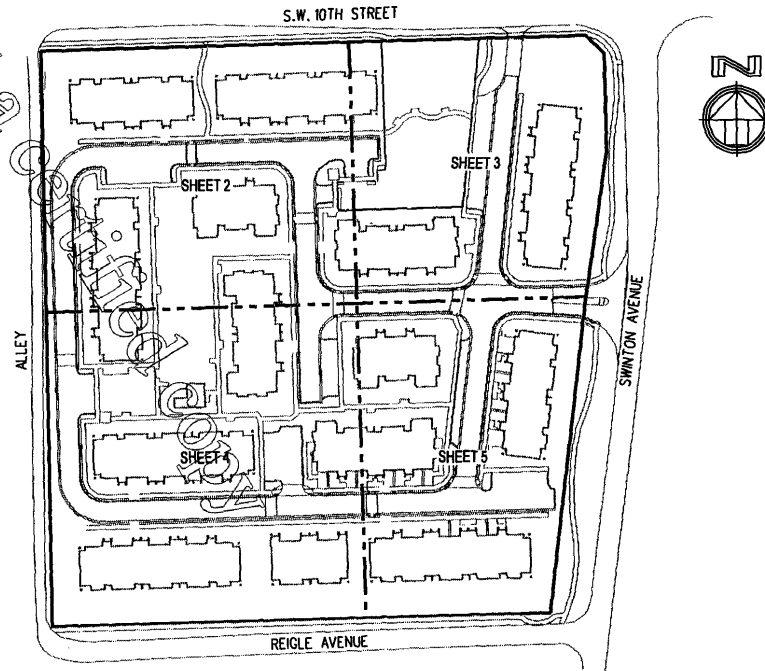 S.W. 10TH STREET
N
SHEET 3
SHEET 2
ALLEY
SWINTON AVENUE
SHEET 4
SHEET 5
REIGLE AVENUE